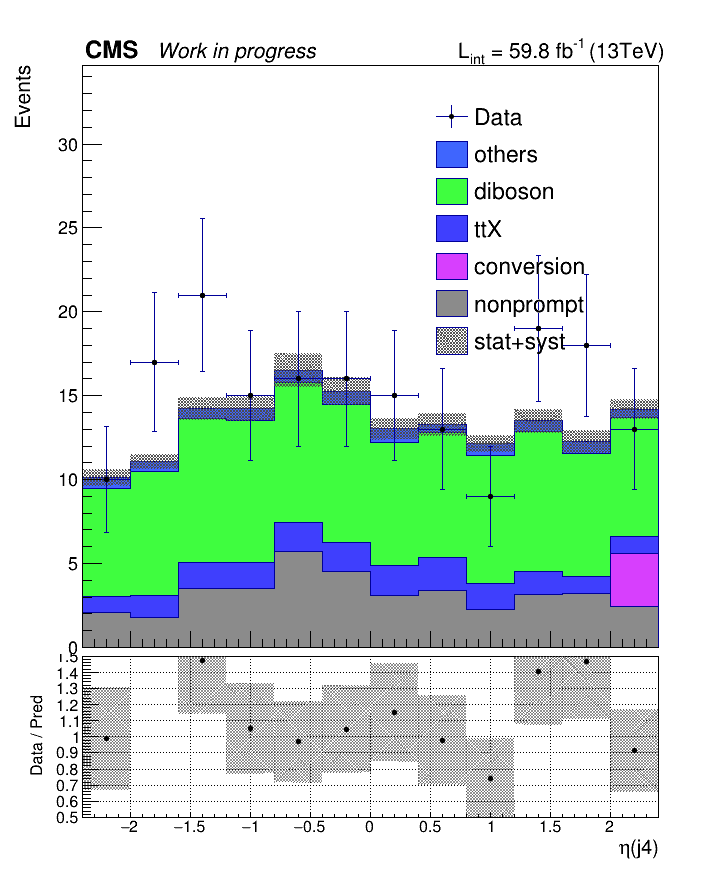 CMS Work in progress L_int = 59.8 fb^-1 (13TeV)
Events
30
25
20
15
10
5
0
Data
others
diboson
ttX
conversion
nonprompt
stat+syst
Data / Pred
1.5
1.4
1.3
1.2
1.1
1
0.9
0.8
0.7
0.6
0.5
−2 −1.5 −1 −0.5 0 0.5 1 1.5 2
η(j4)